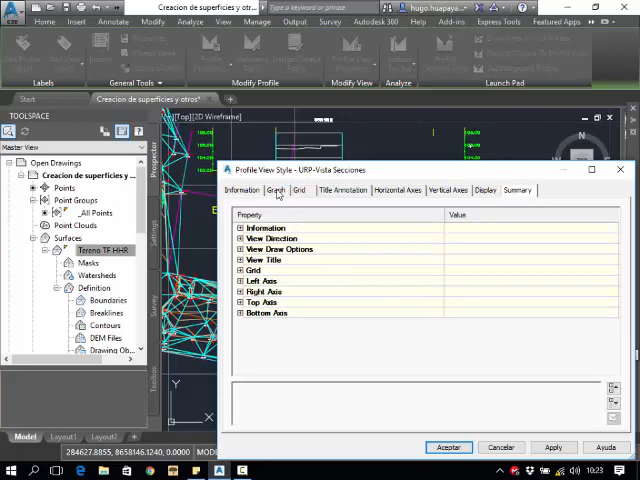 Creacion de superficies y otro...
Type a keyword or phrase
hugo.huapaya...
Insert
Annotate
Modify
Analyze
View
Manage
Output
Survey
Autodesk 360
Help
Add-ins
Express Tools
Featured Apps
Labels
General Tools
Modify Profile
Modify View
Analyze
Launch Pad
Start
Creacion de superficies y otros*
TOOLSPACE
[Top][2D Wireframe]
Master View
Open Drawings
Creacion de superficies y otros
Points
Point Groups
_All Points
Point Clouds
Surfaces
Tereno TF HHR
Masks
Watersheds
Definition
Boundaries
Breaklines
Contours
DEM Files
Drawing Ob...
Prospector
Settings
Survey
Toolbox
TOP
Profile View Style - URP-Vista Secciones
Information
Graph
Grid
Title Annotation
Horizontal Axes
Vertical Axes
Display
Summary
Property
Value
Information
View Direction
View Draw Options
View Title
Grid
Left Axis
Right Axis
Top Axis
Bottom Axis
Y
X
Aceptar
Cancelar
Apply
Ayuda
Model
Layout1
Layout2
284627.8855, 8658146.1240, 0.0000
MODE
10:23